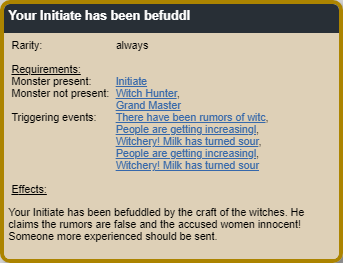 Your Initiate has been befuddl
Rarity: always
Requirements:
Monster present: Initiate
Monster not present: Witch Hunter,
Grand Master
Triggering events: There have been rumors of witc,
People are getting increasingl,
Witchery! Milk has turned sour,
People are getting increasingl,
Witchery! Milk has turned sour
Effects:
Your Initiate has been befuddled by the craft of the witches. He
claims the rumors are false and the accused women innocent!
Someone more experienced should be sent.